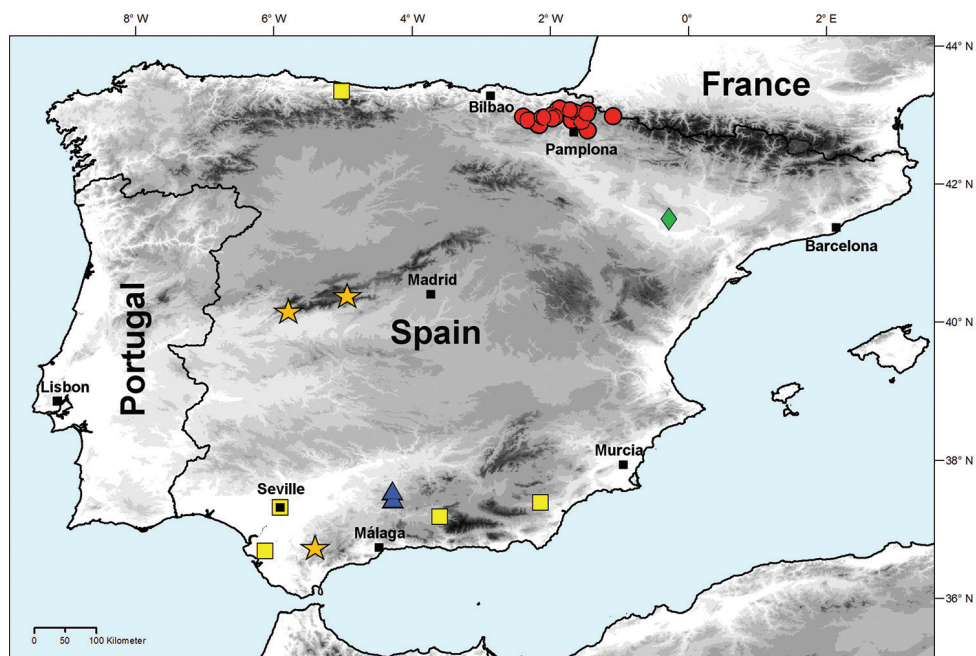 8° W 6° W 4° W 2° W 0° 2° E
44° N
France
Bilbao
Pamplona
42° N
Barcelona
Madrid
Spain
Portugal
40° N
Lisbon
Murcia
38° N
Seville
Málaga
36° N
0 50 100 Kilometer